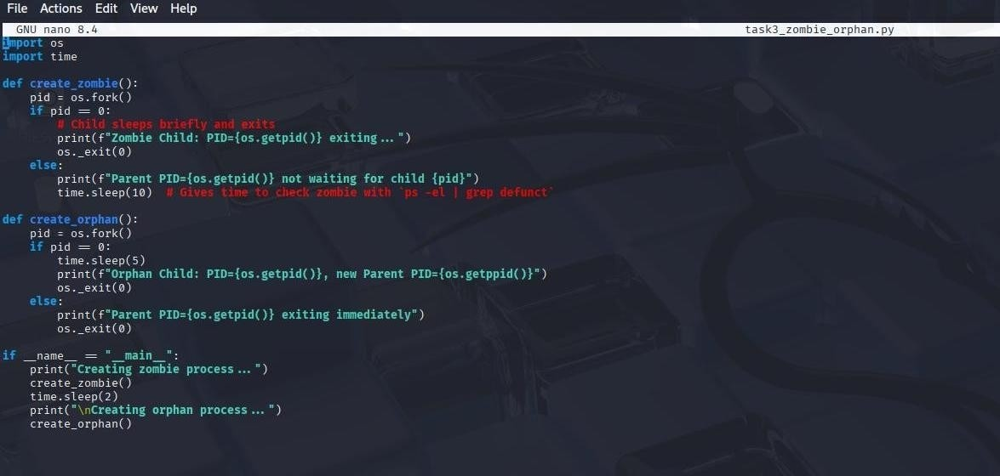 File Actions Edit View Help
GNU nano 8.4 task3_zombie_orphan.py
import os
import time
def create_zombie():
    pid = os.fork()
    if pid == 0:
        # Child sleeps briefly and exits
        print(f"Zombie Child: PID={os.getpid()} exiting...")
        os._exit(0)
    else:
        print(f"Parent PID={os.getpid()} not waiting for child {pid}")
        time.sleep(10)  # Gives time to check zombie with `ps -el | grep defunct`
def create_orphan():
    pid = os.fork()
    if pid == 0:
        time.sleep(5)
        print(f"Orphan Child: PID={os.getpid()}, new Parent PID={os.getppid()}")
        os._exit(0)
    else:
        print(f"Parent PID={os.getpid()} exiting immediately")
        os._exit(0)
if __name__ == "__main__":
    print("Creating zombie process...")
    create_zombie()
    time.sleep(2)
    print("\nCreating orphan process...")
    create_orphan()